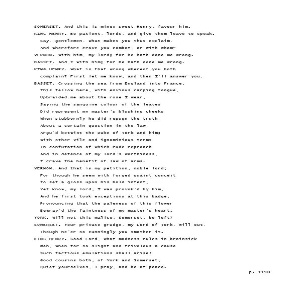 SOMERSET. And this is mine: sweet Henry, favour him.
KING HENRY. Be patient, lords, and give them leave to speak.
Say, gentlemen, what makes you thus exclaim,
And wherefore crave you combat, or with whom?
VERNON. With him, my lord; for he hath done me wrong.
BASSET. And I with him; for he hath done me wrong.
KING HENRY. What is that wrong whereof you both
complain? First let me know, and then I'll answer you.
BASSET. Crossing the sea from England into France,
This fellow here, with envious carping tongue,
Upbraided me about the rose I wear,
Saying the sanguine colour of the leaves
Did represent my master's blushing cheeks
When stubbornly he did repugn the truth
About a certain question in the law
Argu'd betwixt the Duke of York and him;
With other vile and ignominious terms
In confutation of which rude reproach
And in defence of my lord's worthiness,
I crave the benefit of law of arms.
VERNON. And that is my petition, noble lord;
For though he seem with forged quaint conceit
To set a gloss upon his bold intent,
Yet know, my lord, I was provok'd by him,
And he first took exceptions at this badge,
Pronouncing that the paleness of this flower
Bewray'd the faintness of my master's heart.
YORK. Will not this malice, Somerset, be left?
SOMERSET. Your private grudge, my Lord of York, will out,
Though ne'er so cunningly you smother it.
KING HENRY. Good Lord, what madness rules in brainsick
men, When for so slight and frivolous a cause
Such factious emulations shall arise!
Good cousins both, of York and Somerset,
Quiet yourselves, I pray, and be at peace.